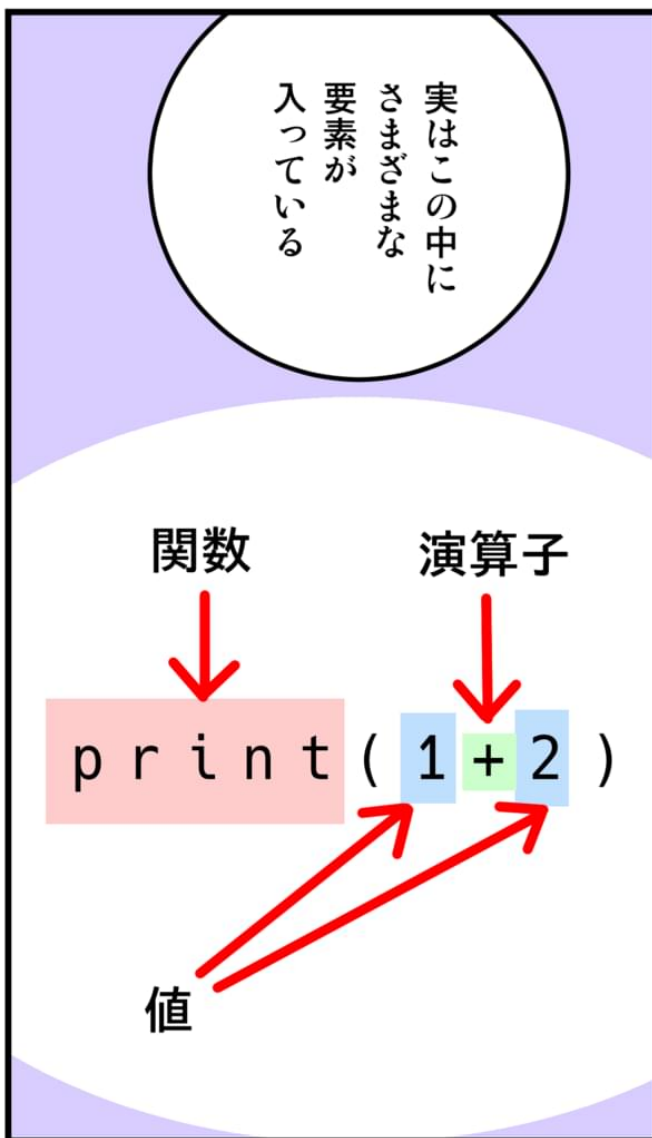 実はこの中に
さまざまな
要素が
入っている
関数
演算子
print(1+2)
値